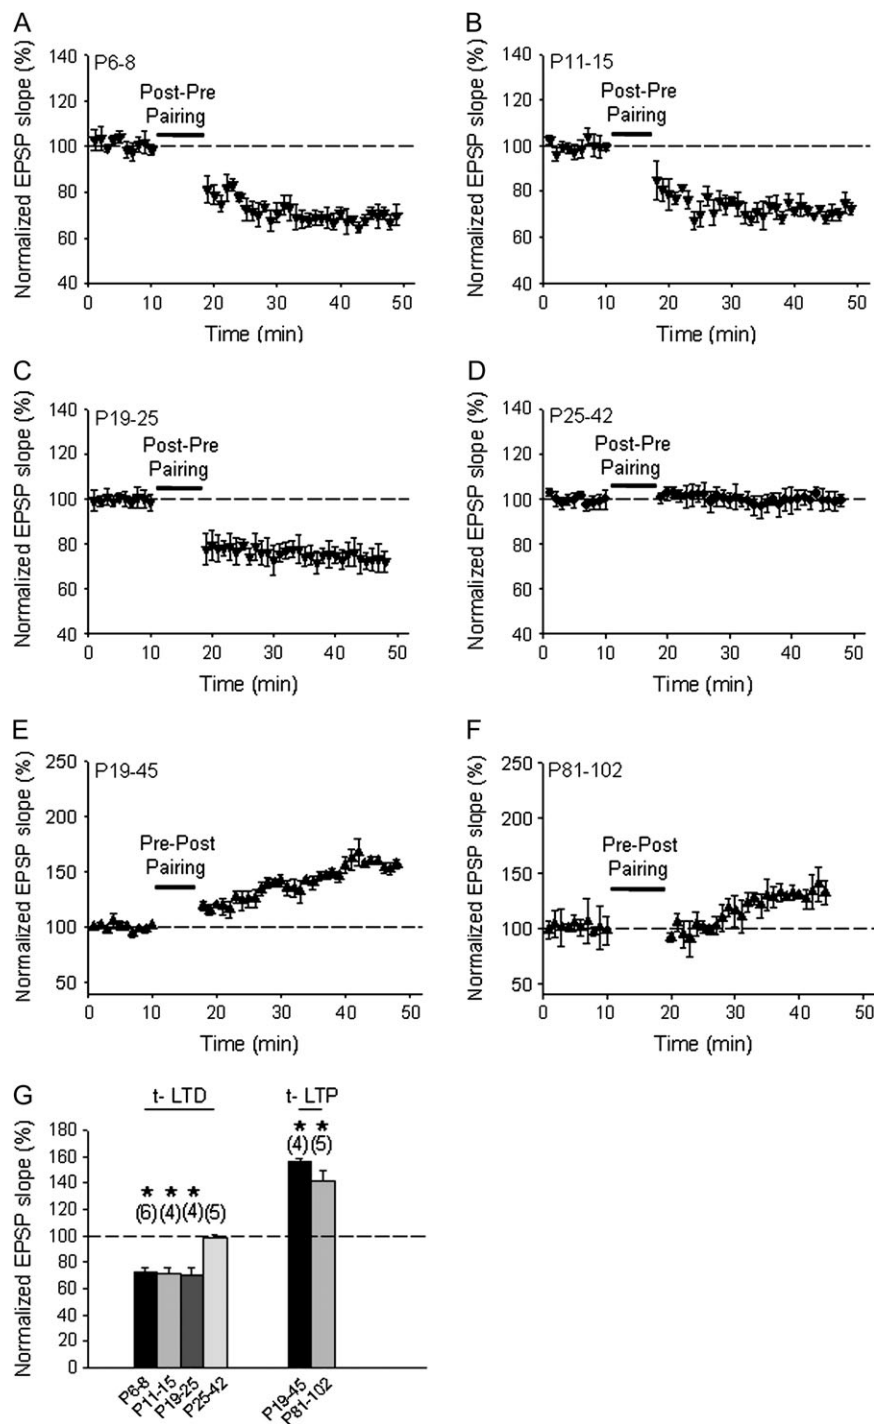 A
Normalized EPSP slope (%)
140
120
100
80
60
40
P6-8
Post-Pre
Pairing
0 10 20 30 40 50
Time (min)
B
Normalized EPSP slope (%)
140
120
100
80
60
40
P11-15
Post-Pre
Pairing
0 10 20 30 40 50
Time (min)
C
Normalized EPSP slope (%)
140
120
100
80
60
40
P19-25
Post-Pre
Pairing
0 10 20 30 40 50
Time (min)
D
Normalized EPSP slope (%)
140
120
100
80
60
40
P25-42
Post-Pre
Pairing
0 10 20 30 40 50
Time (min)
E
Normalized EPSP slope (%)
250
200
150
100
50
P19-45
Pre-Post
Pairing
0 10 20 30 40 50
Time (min)
F
Normalized EPSP slope (%)
250
200
150
100
50
P81-102
Pre-Post
Pairing
0 10 20 30 40 50
Time (min)
G
Normalized EPSP slope (%)
180
160
140
120
100
80
60
40
20
0
t- LTD
* * *
(6) (4) (4) (5)
t- LTP
* *
(4) (5)
P6-8
P11-15
P19-25
P25-42
P19-45
P81-102